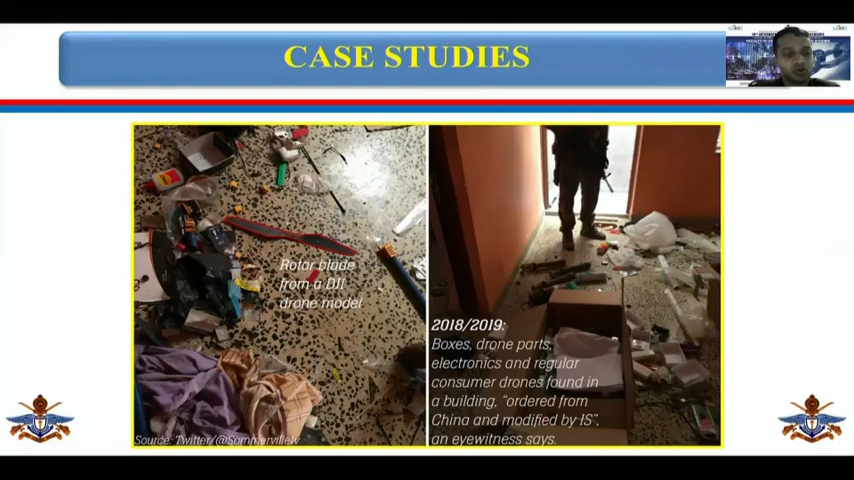 CASE STUDIES
Rotor blade
from a DJI
drone model
2018/2019:
Boxes, drone parts,
electronics and regular
consumer drones found in
a building, "ordered from
China and modified by IS",
an eyewitness says.
Source: Twitter/@Sommervilletv